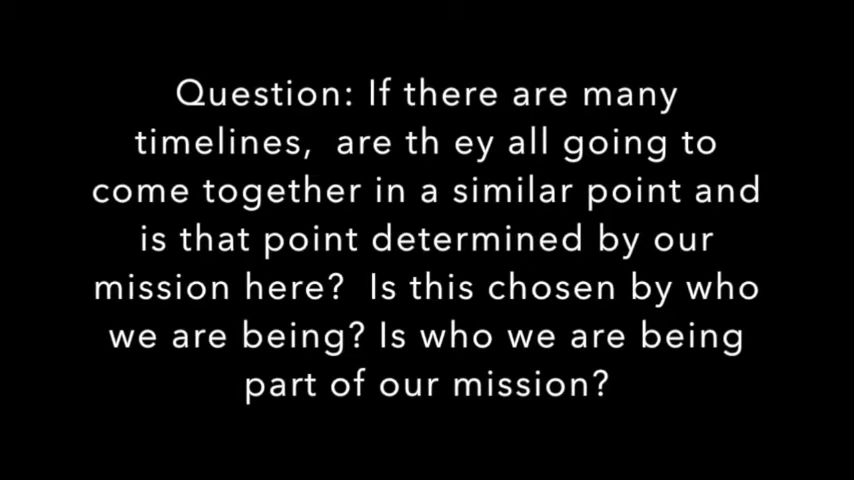 Question: If there are many
timelines,  are th ey all going to
come together in a similar point and
is that point determined by our
mission here?  Is this chosen by who
we are being? Is who we are being
part of our mission?